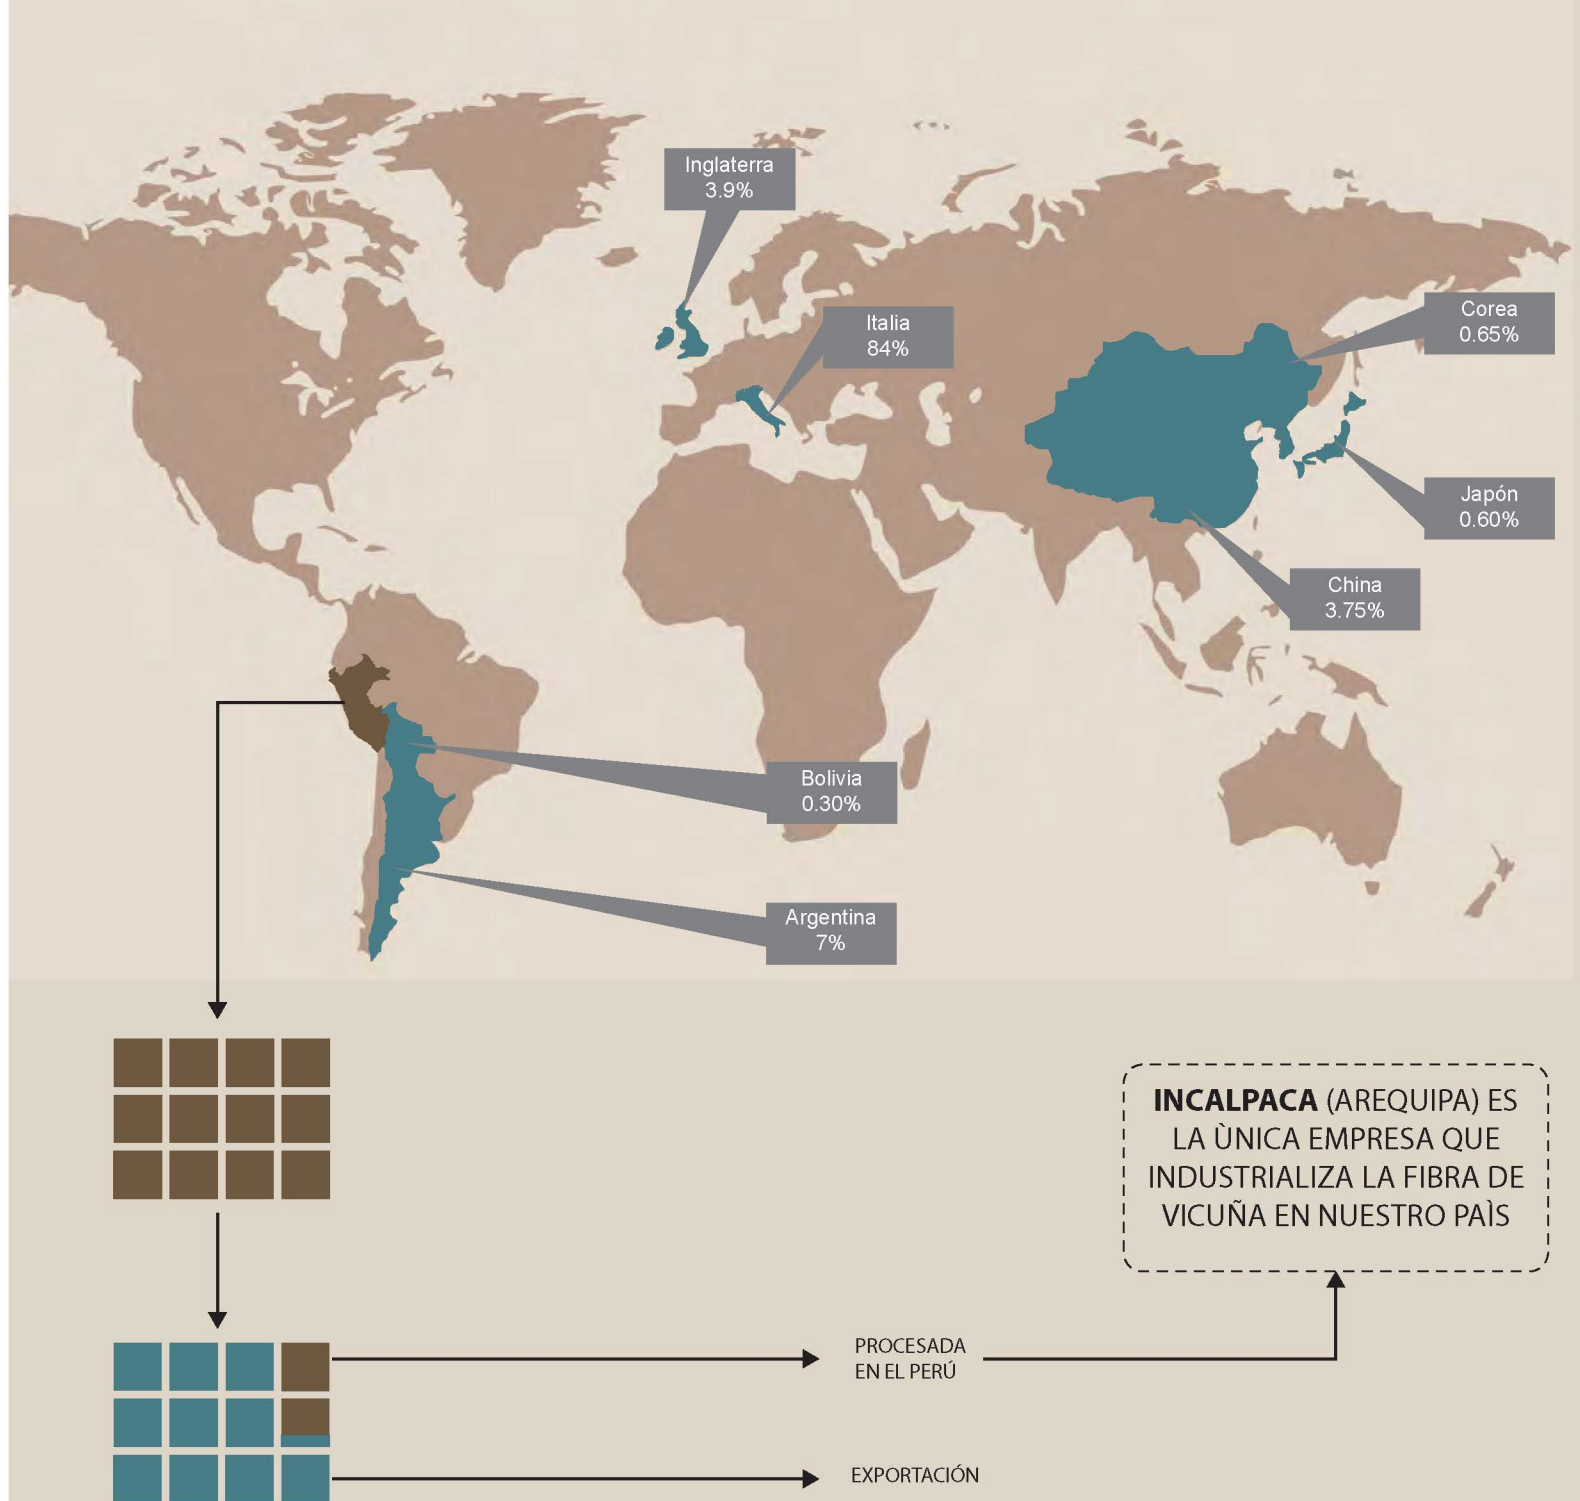 Inglaterra
3.9%
Italia
84%
Corea
0.65%
Japón
0.60%
China
3.75%
Bolivia
0.30%
Argentina
7%
INCALPACA (AREQUIPA) ES
LA ÙNICA EMPRESA QUE
INDUSTRIALIZA LA FIBRA DE
VICUÑA EN NUESTRO PAÌS
PROCESADA
EN EL PERÚ
EXPORTACIÓN